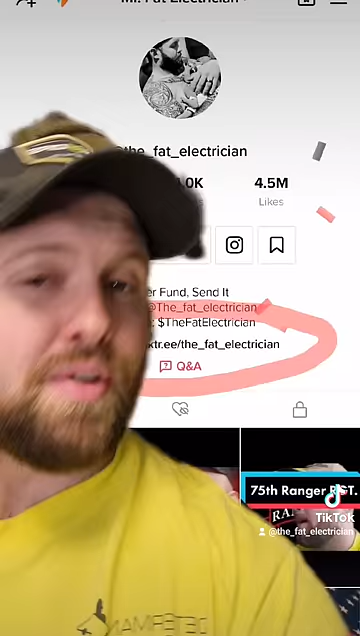 Mr. Fat Electrician
@the_fat_electrician
.0K
4.5M
Likes
er Fund, Send It
@The_fat_electrician
: $TheFatElectrician
ktr.ee/the_fat_electrician
Q&A
75th Ranger RGT.
TikTok
@the_fat_electrician